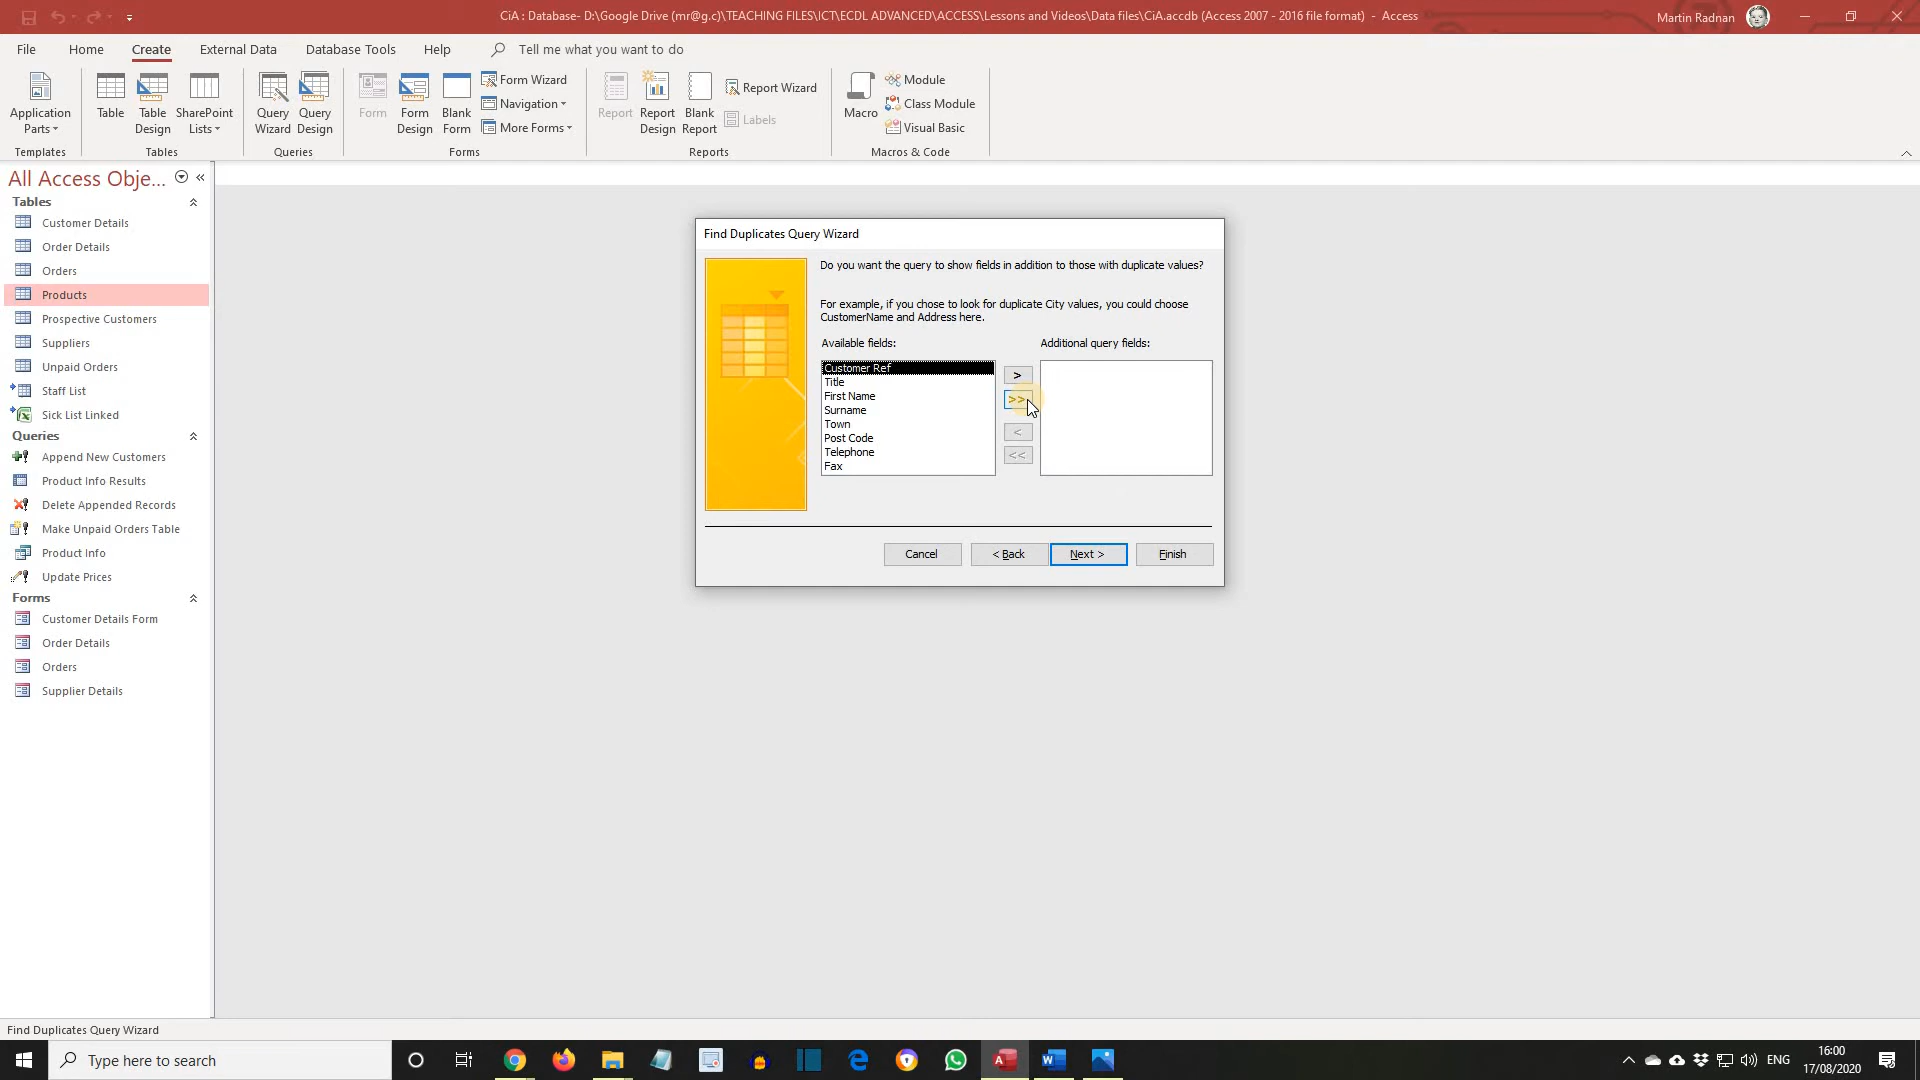 CiA : Database- D:\Google Drive (mr@g.c)\TEACHING FILES\ICT\ECDL ADVANCED\ACCESS\Lessons and Videos\Data files\CiA.accdb (Access 2007 - 2016 file format) - Access
Martin Radnan
File Home Create External Data Database Tools Help Tell me what you want to do
Application Parts
Templates
Table
Table Design
SharePoint Lists
Tables
Query Wizard
Query Design
Queries
Form
Form Design
Blank Form
Form Wizard
Navigation
More Forms
Forms
Report
Report Design
Blank Report
Report Wizard
Labels
Reports
Macro
Module
Class Module
Visual Basic
Macros & Code
All Access Obje...
Tables
Customer Details
Order Details
Orders
Products
Prospective Customers
Suppliers
Unpaid Orders
Staff List
Sick List Linked
Queries
Append New Customers
Product Info Results
Delete Appended Records
Make Unpaid Orders Table
Product Info
Update Prices
Forms
Customer Details Form
Order Details
Orders
Supplier Details
Find Duplicates Query Wizard
Do you want the query to show fields in addition to those with duplicate values?
For example, if you chose to look for duplicate City values, you could choose
CustomerName and Address here.
Available fields:
Additional query fields:
Customer Ref
Title
First Name
Surname
Town
Post Code
Telephone
Fax
>
>>
<
<<
Cancel
< Back
Next >
Finish
Find Duplicates Query Wizard
Type here to search
ENG
16:00
17/08/2020